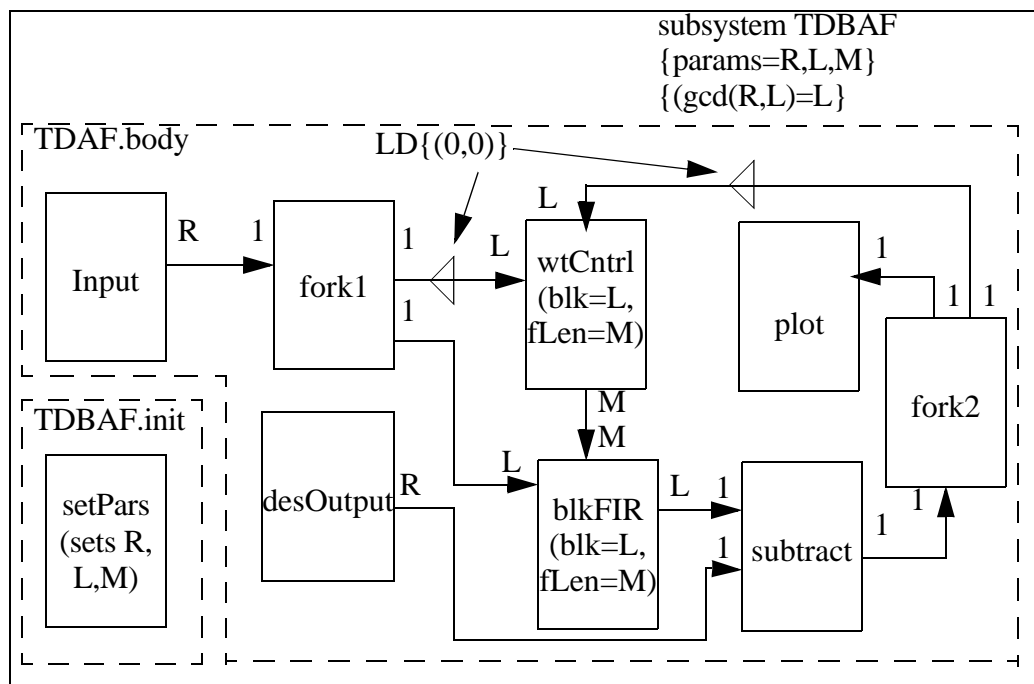 subsystem TDBAF
{params=R,L,M}
{(gcd(R,L)=L}
TDAF.body
LD{(0,0)}
Input
R
1
fork1
1
1
L
L
wtCntrl
(blk=L,
fLen=M)
1
plot
1
1
fork2
M
M
TDBAF.init
setPars
(sets R,
L,M)
desOutput
R
L
blkFIR
(blk=L,
fLen=M)
L
1
1
subtract
1
1